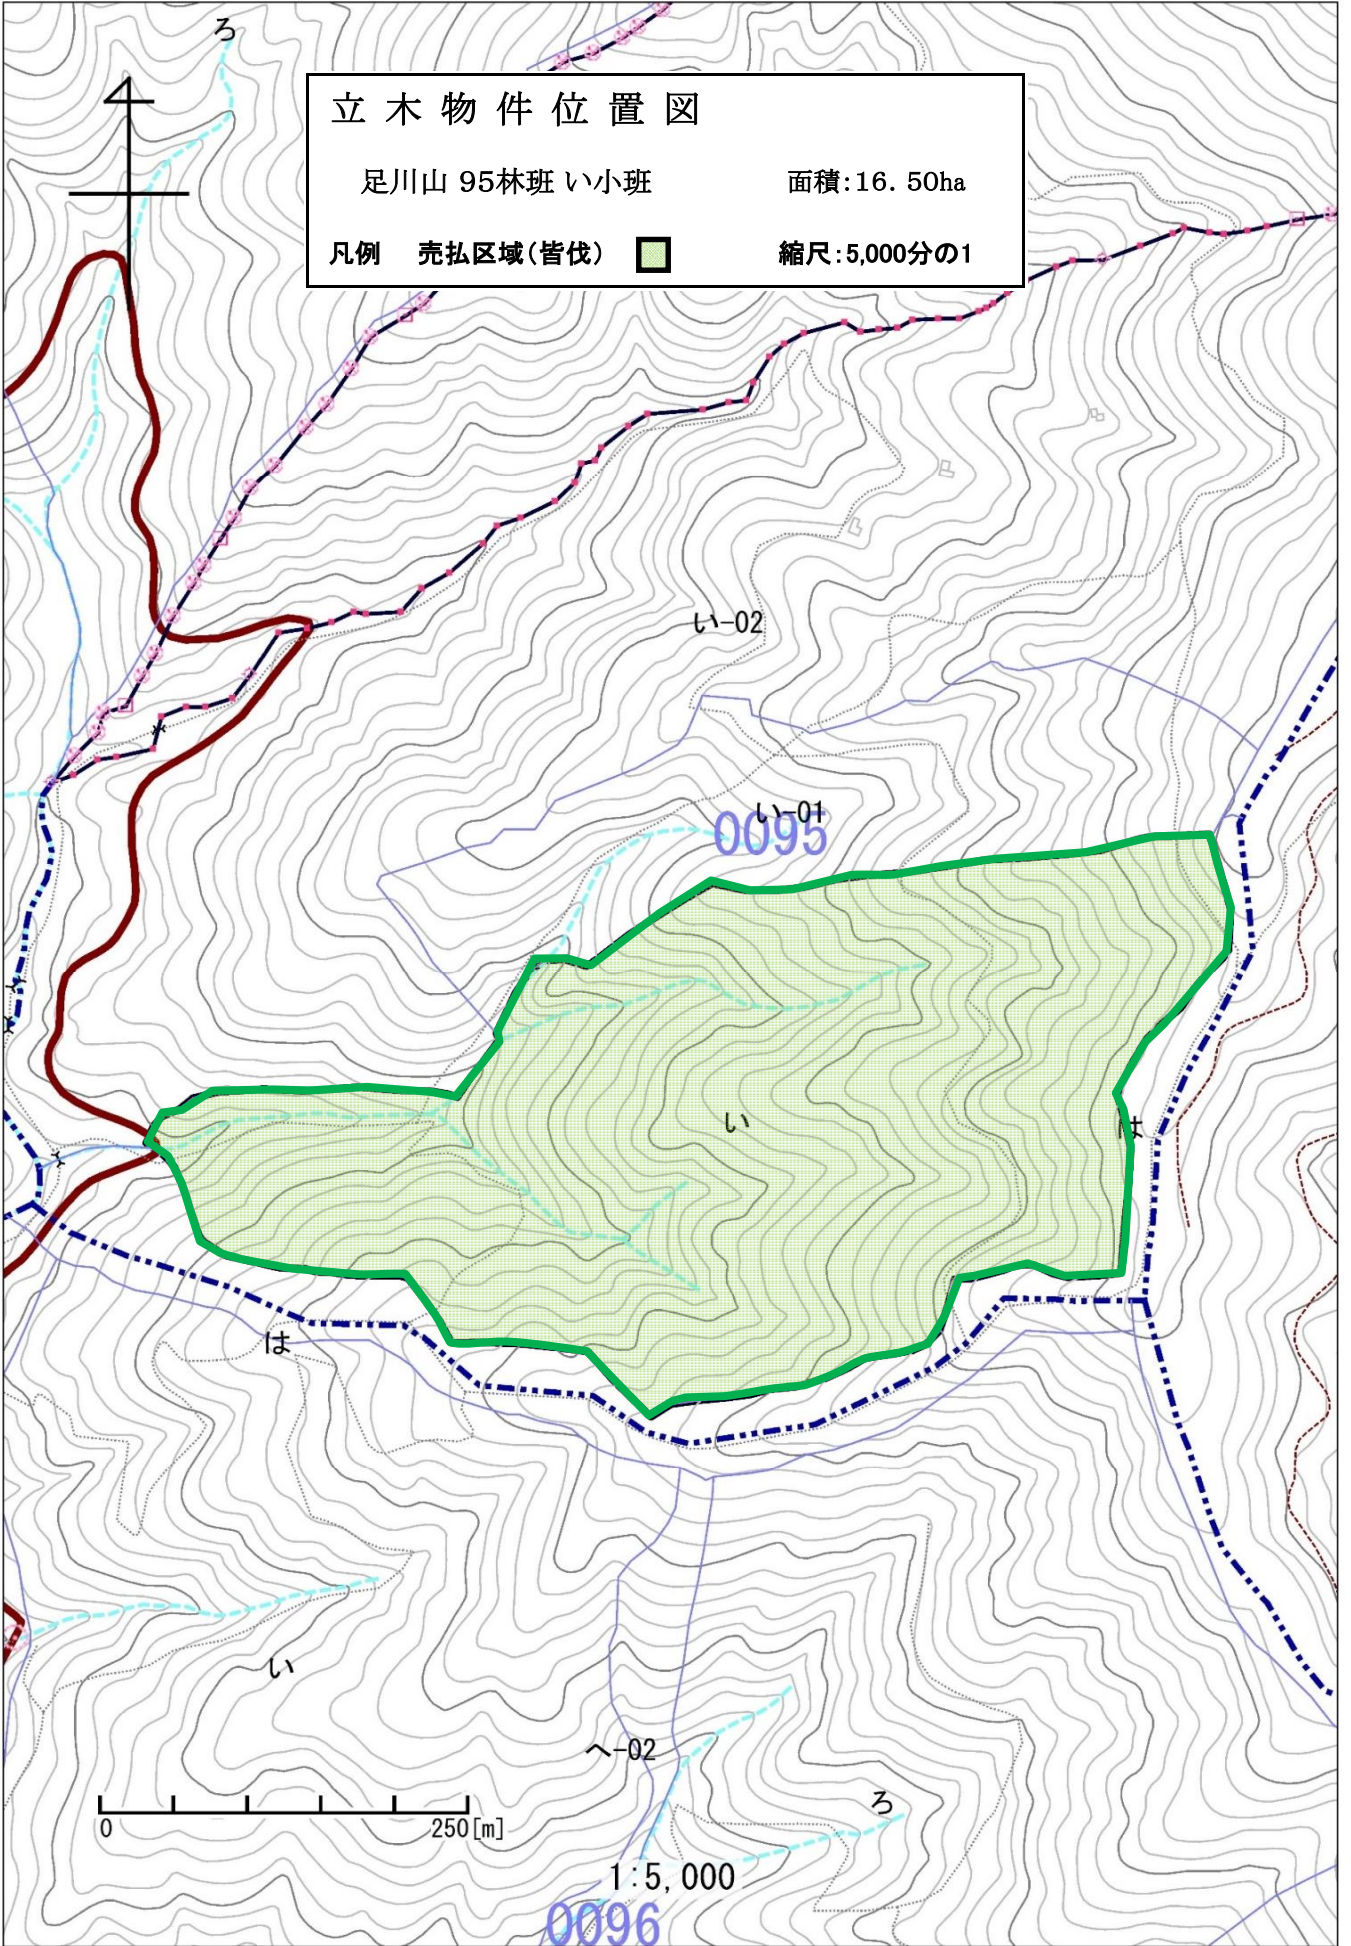 ろ
立木物件位置図
足川山 95林班 い小班 面積:16.50ha
凡例 売払区域(皆伐) 縮尺:5,000分の1
い-02
い-01
0095
い
は
は
い
へ-02
ろ
0 250[m]
1:5,000
0096